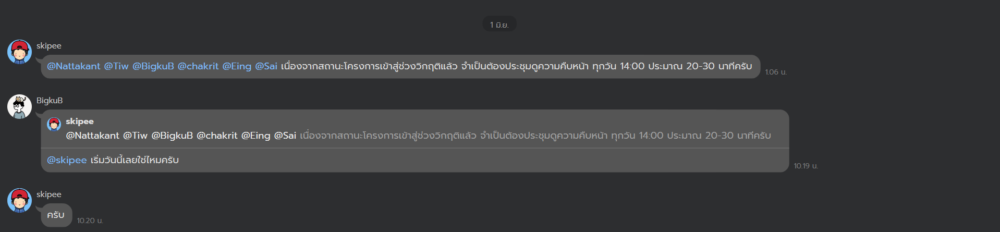 1 มิ.ย.
skipee
@Nattakant @Tiw @BigkuB @chakrit @Eing @Sai เนื่องจากสถานะโครงการเข้าสู่ช่วงวิกฤติแล้ว จำเป็นต้องประชุมดูความคืบหน้า ทุกวัน 14:00 ประมาณ 20-30 นาทีครับ
1.06 น.
BigkuB
skipee
@Nattakant @Tiw @BigkuB @chakrit @Eing @Sai เนื่องจากสถานะโครงการเข้าสู่ช่วงวิกฤติแล้ว จำเป็นต้องประชุมดูความคืบหน้า ทุกวัน 14:00 ประมาณ 20-30 นาทีครับ
@skipee เริ่มวันนี้เลยใช่ไหมครับ
10.19 น.
skipee
ครับ
10.20 น.